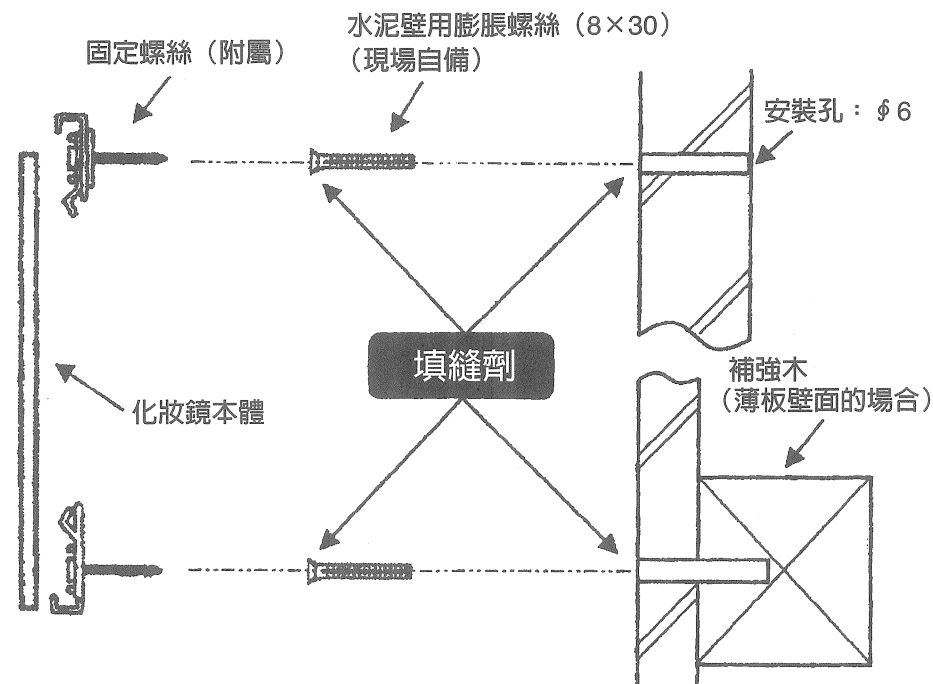 水泥壁用膨脹螺絲（8×30）
（現場自備）
固定螺絲（附屬）
安裝孔：∮6
填縫劑
補強木
（薄板壁面的場合）
化妝鏡本體